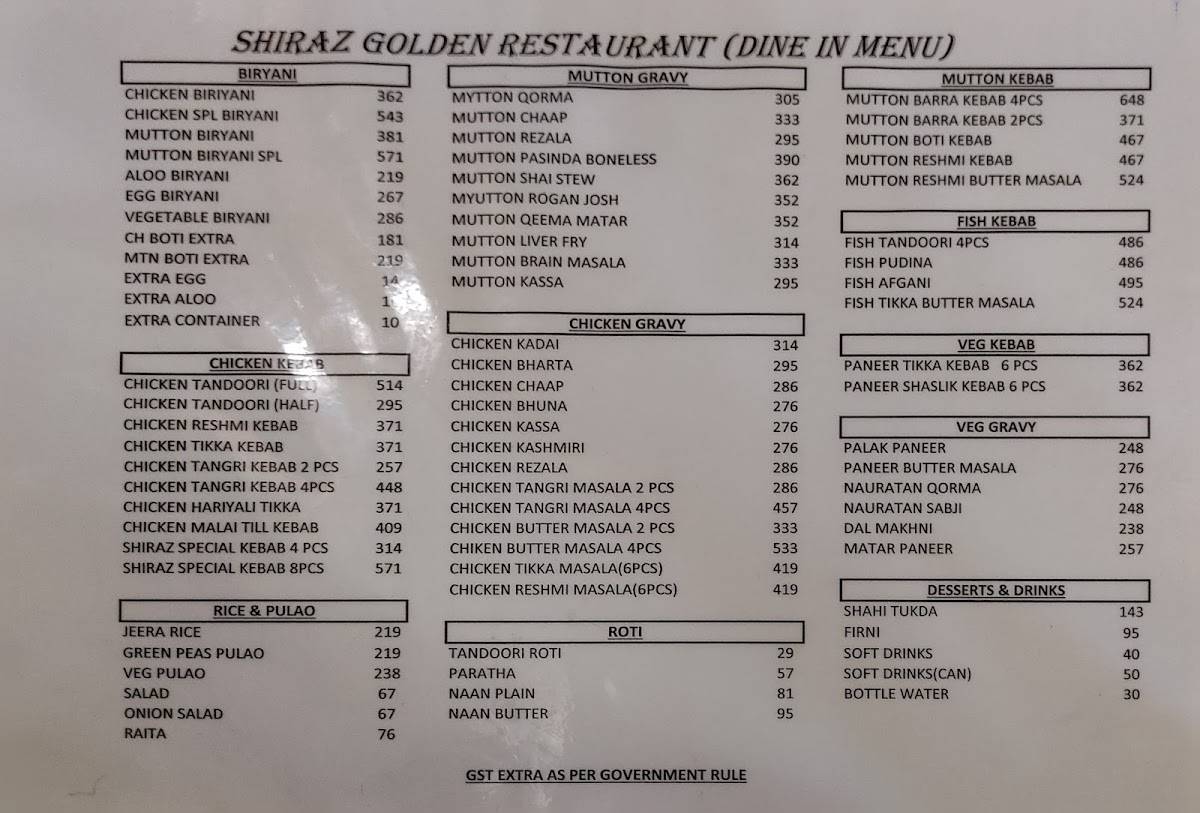 SHIRAZ GOLDEN RESTAURANT (DINE IN MENU)
BIRYANI
CHICKEN BIRIYANI 362
CHICKEN SPL BIRYANI 543
MUTTON BIRYANI 381
MUTTON BIRYANI SPL 571
ALOO BIRYANI 219
EGG BIRYANI 267
VEGETABLE BIRYANI 286
CH BOTI EXTRA 181
MTN BOTI EXTRA 219
EXTRA EGG 14
EXTRA ALOO
EXTRA CONTAINER 10
CHICKEN KEBAB
CHICKEN TANDOORI (FULL) 514
CHICKEN TANDOORI (HALF) 295
CHICKEN RESHMI KEBAB 371
CHICKEN TIKKA KEBAB 371
CHICKEN TANGRI KEBAB 2 PCS 257
CHICKEN TANGRI KEBAB 4PCS 448
CHICKEN HARIYALI TIKKA 371
CHICKEN MALAI TILL KEBAB 409
SHIRAZ SPECIAL KEBAB 4 PCS 314
SHIRAZ SPECIAL KEBAB 8PCS 571
RICE & PULAO
JEERA RICE 219
GREEN PEAS PULAO 219
VEG PULAO 238
SALAD 67
ONION SALAD 67
RAITA 76
MUTTON GRAVY
MYTTON QORMA 305
MUTTON CHAAP 333
MUTTON REZALA 295
MUTTON PASINDA BONELESS 390
MUTTON SHAI STEW 362
MYUTTON ROGAN JOSH 352
MUTTON QEEMA MATAR 352
MUTTON LIVER FRY 314
MUTTON BRAIN MASALA 333
MUTTON KASSA 295
CHICKEN GRAVY
CHICKEN KADAI 314
CHICKEN BHARTA 295
CHICKEN CHAAP 286
CHICKEN BHUNA 276
CHICKEN KASSA 276
CHICKEN KASHMIRI 276
CHICKEN REZALA 286
CHICKEN TANGRI MASALA 2 PCS 286
CHICKEN TANGRI MASALA 4PCS 457
CHICKEN BUTTER MASALA 2 PCS 333
CHIKEN BUTTER MASALA 4PCS 533
CHICKEN TIKKA MASALA(6PCS) 419
CHICKEN RESHMI MASALA(6PCS) 419
ROTI
TANDOORI ROTI 29
PARATHA 57
NAAN PLAIN 81
NAAN BUTTER 95
MUTTON KEBAB
MUTTON BARRA KEBAB 4PCS 648
MUTTON BARRA KEBAB 2PCS 371
MUTTON BOTI KEBAB 467
MUTTON RESHMI KEBAB 467
MUTTON RESHMI BUTTER MASALA 524
FISH KEBAB
FISH TANDOORI 4PCS 486
FISH PUDINA 486
FISH AFGANI 495
FISH TIKKA BUTTER MASALA 524
VEG KEBAB
PANEER TIKKA KEBAB 6 PCS 362
PANEER SHASLIK KEBAB 6 PCS 362
VEG GRAVY
PALAK PANEER 248
PANEER BUTTER MASALA 276
NAURATAN QORMA 276
NAURATAN SABJI 248
DAL MAKHNI 238
MATAR PANEER 257
DESSERTS & DRINKS
SHAHI TUKDA 143
FIRNI 95
SOFT DRINKS 40
SOFT DRINKS(CAN) 50
BOTTLE WATER 30
GST EXTRA AS PER GOVERNMENT RULE